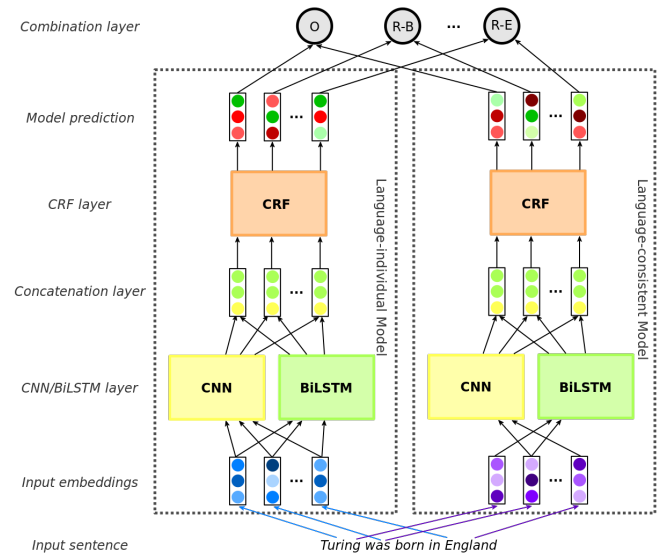 Combination layer
O
R-B
...
R-E
Model prediction
...
...
CRF layer
CRF
CRF
Language-individual Model
Language-consistent Model
Concatenation layer
...
...
CNN/BiLSTM layer
CNN
BiLSTM
CNN
BiLSTM
Input embeddings
...
...
Input sentence
Turing was born in England